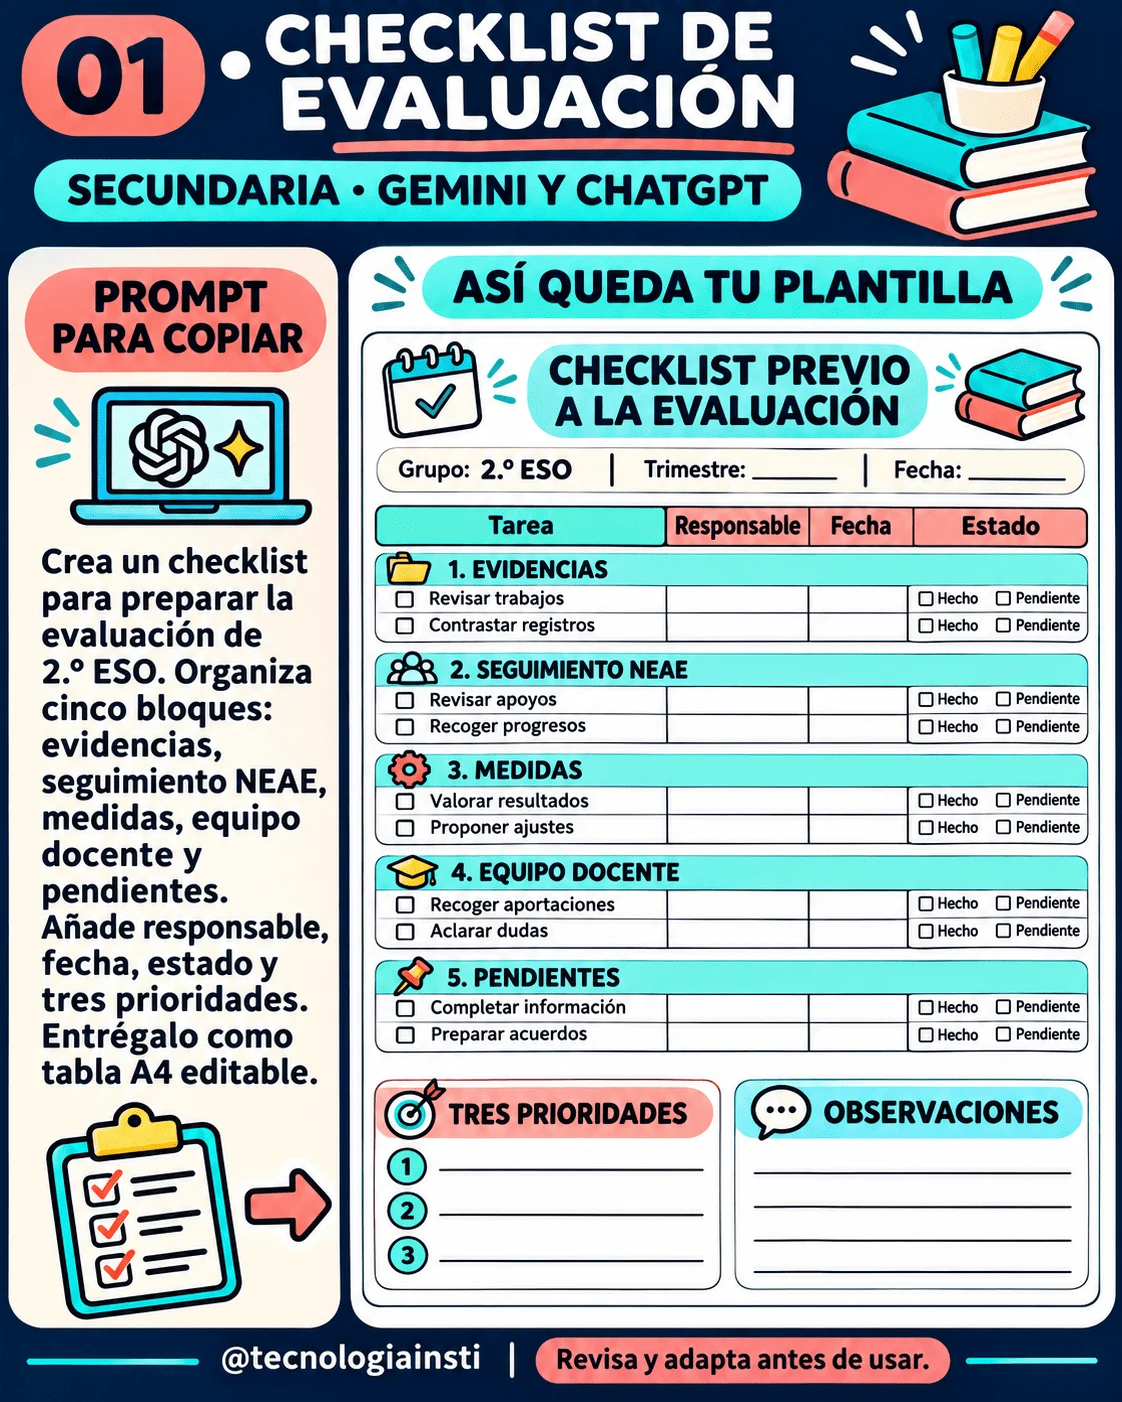 01
• CHECKLIST DE
EVALUACIÓN
SECUNDARIA • GEMINI Y CHATGPT
PROMPT
PARA COPIAR
Crea un checklist
para preparar la
evaluación de
2.º ESO. Organiza
cinco bloques:
evidencias,
seguimiento NEAE,
medidas, equipo
docente y
pendientes.
Añade responsable,
fecha, estado y
tres prioridades.
Entrégalo como
tabla A4 editable.
ASÍ QUEDA TU PLANTILLA
CHECKLIST PREVIO
A LA EVALUACIÓN
Grupo: 2.º ESO | Trimestre: ______ | Fecha: ______
Tarea Responsable Fecha Estado
1. EVIDENCIAS
Revisar trabajos Hecho Pendiente
Contrastar registros Hecho Pendiente
2. SEGUIMIENTO NEAE
Revisar apoyos Hecho Pendiente
Recoger progresos Hecho Pendiente
3. MEDIDAS
Valorar resultados Hecho Pendiente
Proponer ajustes Hecho Pendiente
4. EQUIPO DOCENTE
Recoger aportaciones Hecho Pendiente
Aclarar dudas Hecho Pendiente
5. PENDIENTES
Completar información Hecho Pendiente
Preparar acuerdos Hecho Pendiente
TRES PRIORIDADES
1
2
3
OBSERVACIONES
@tecnologiainsti | Revisa y adapta antes de usar.